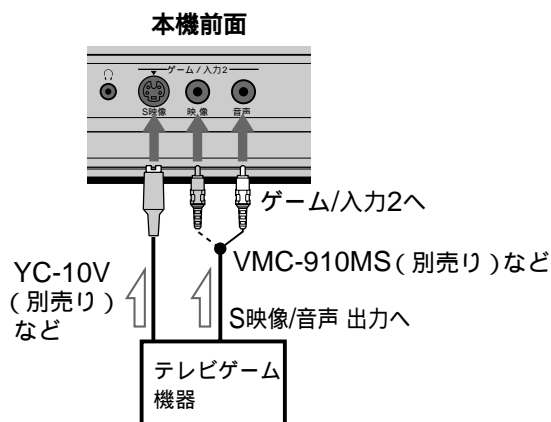 本機前面
ゲーム / 入力2
S映像 映 像 音声
ゲーム/入力2へ
VMC-910MS(別売り)など
YC-10V
(別売り)
など
S映像/音声 出力へ
テレビゲーム
機器